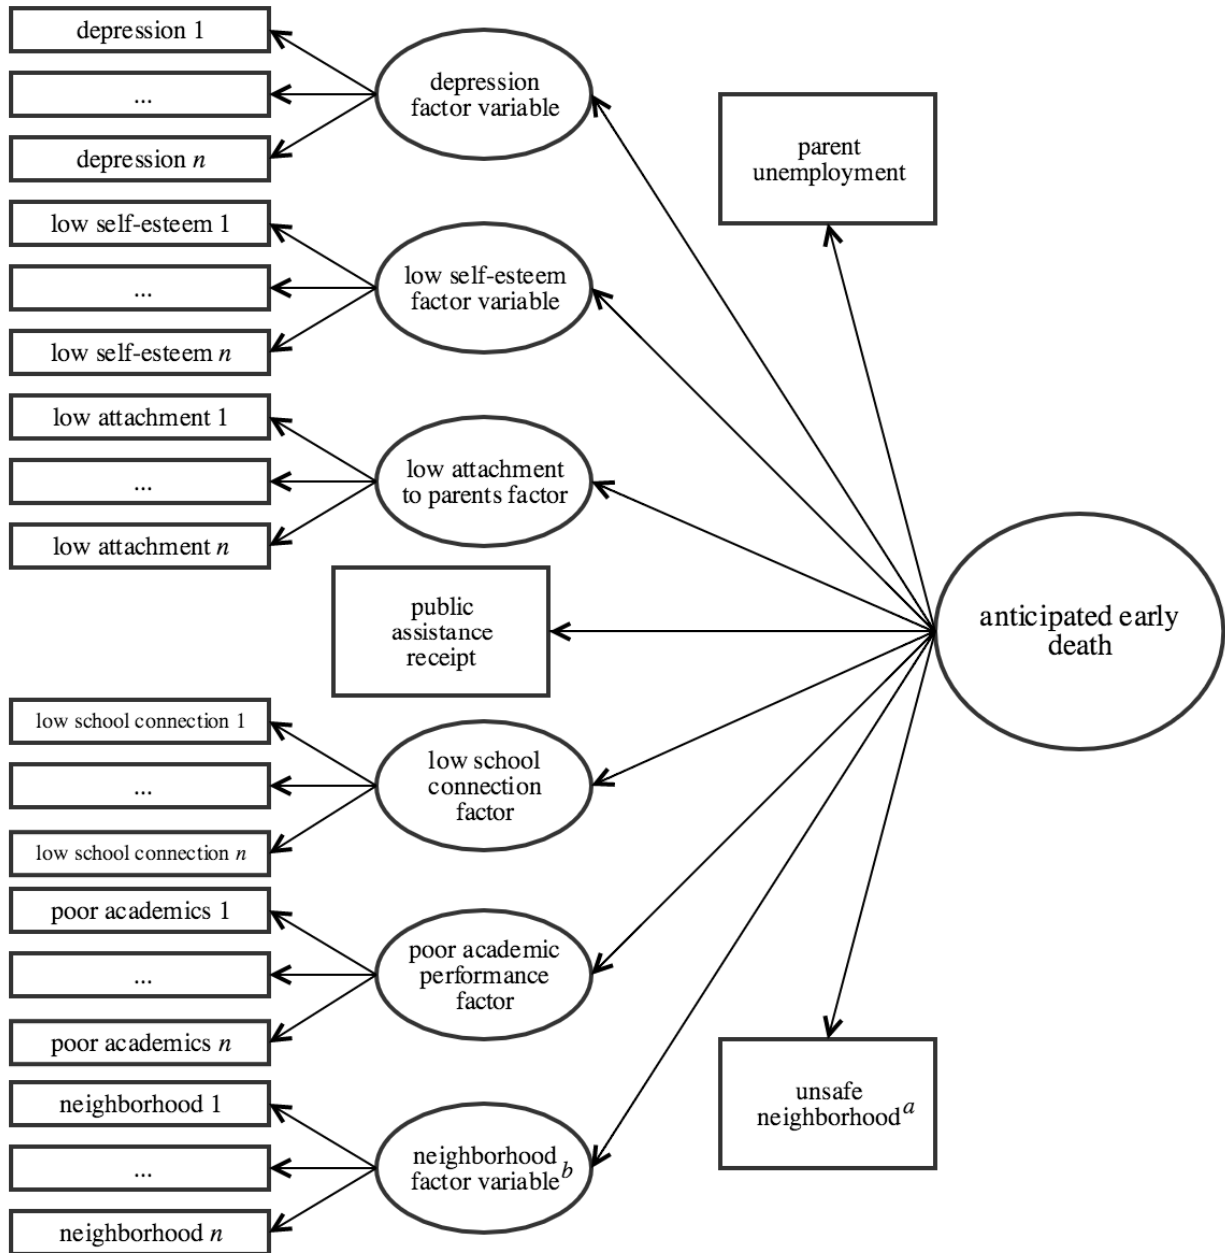 depression 1
...
depression n
low self-esteem 1
...
low self-esteem n
low attachment 1
...
low attachment n
low school connection 1
...
low school connection n
poor academics 1
...
poor academics n
neighborhood 1
...
neighborhood n
depression
factor variable
low self-esteem
factor variable
low attachment
to parents factor
public
assistance
receipt
low school
connection
factor
poor academic
performance
factor
neighborhood
factor variable b
parent
unemployment
unsafe
neighborhood a
anticipated early
death